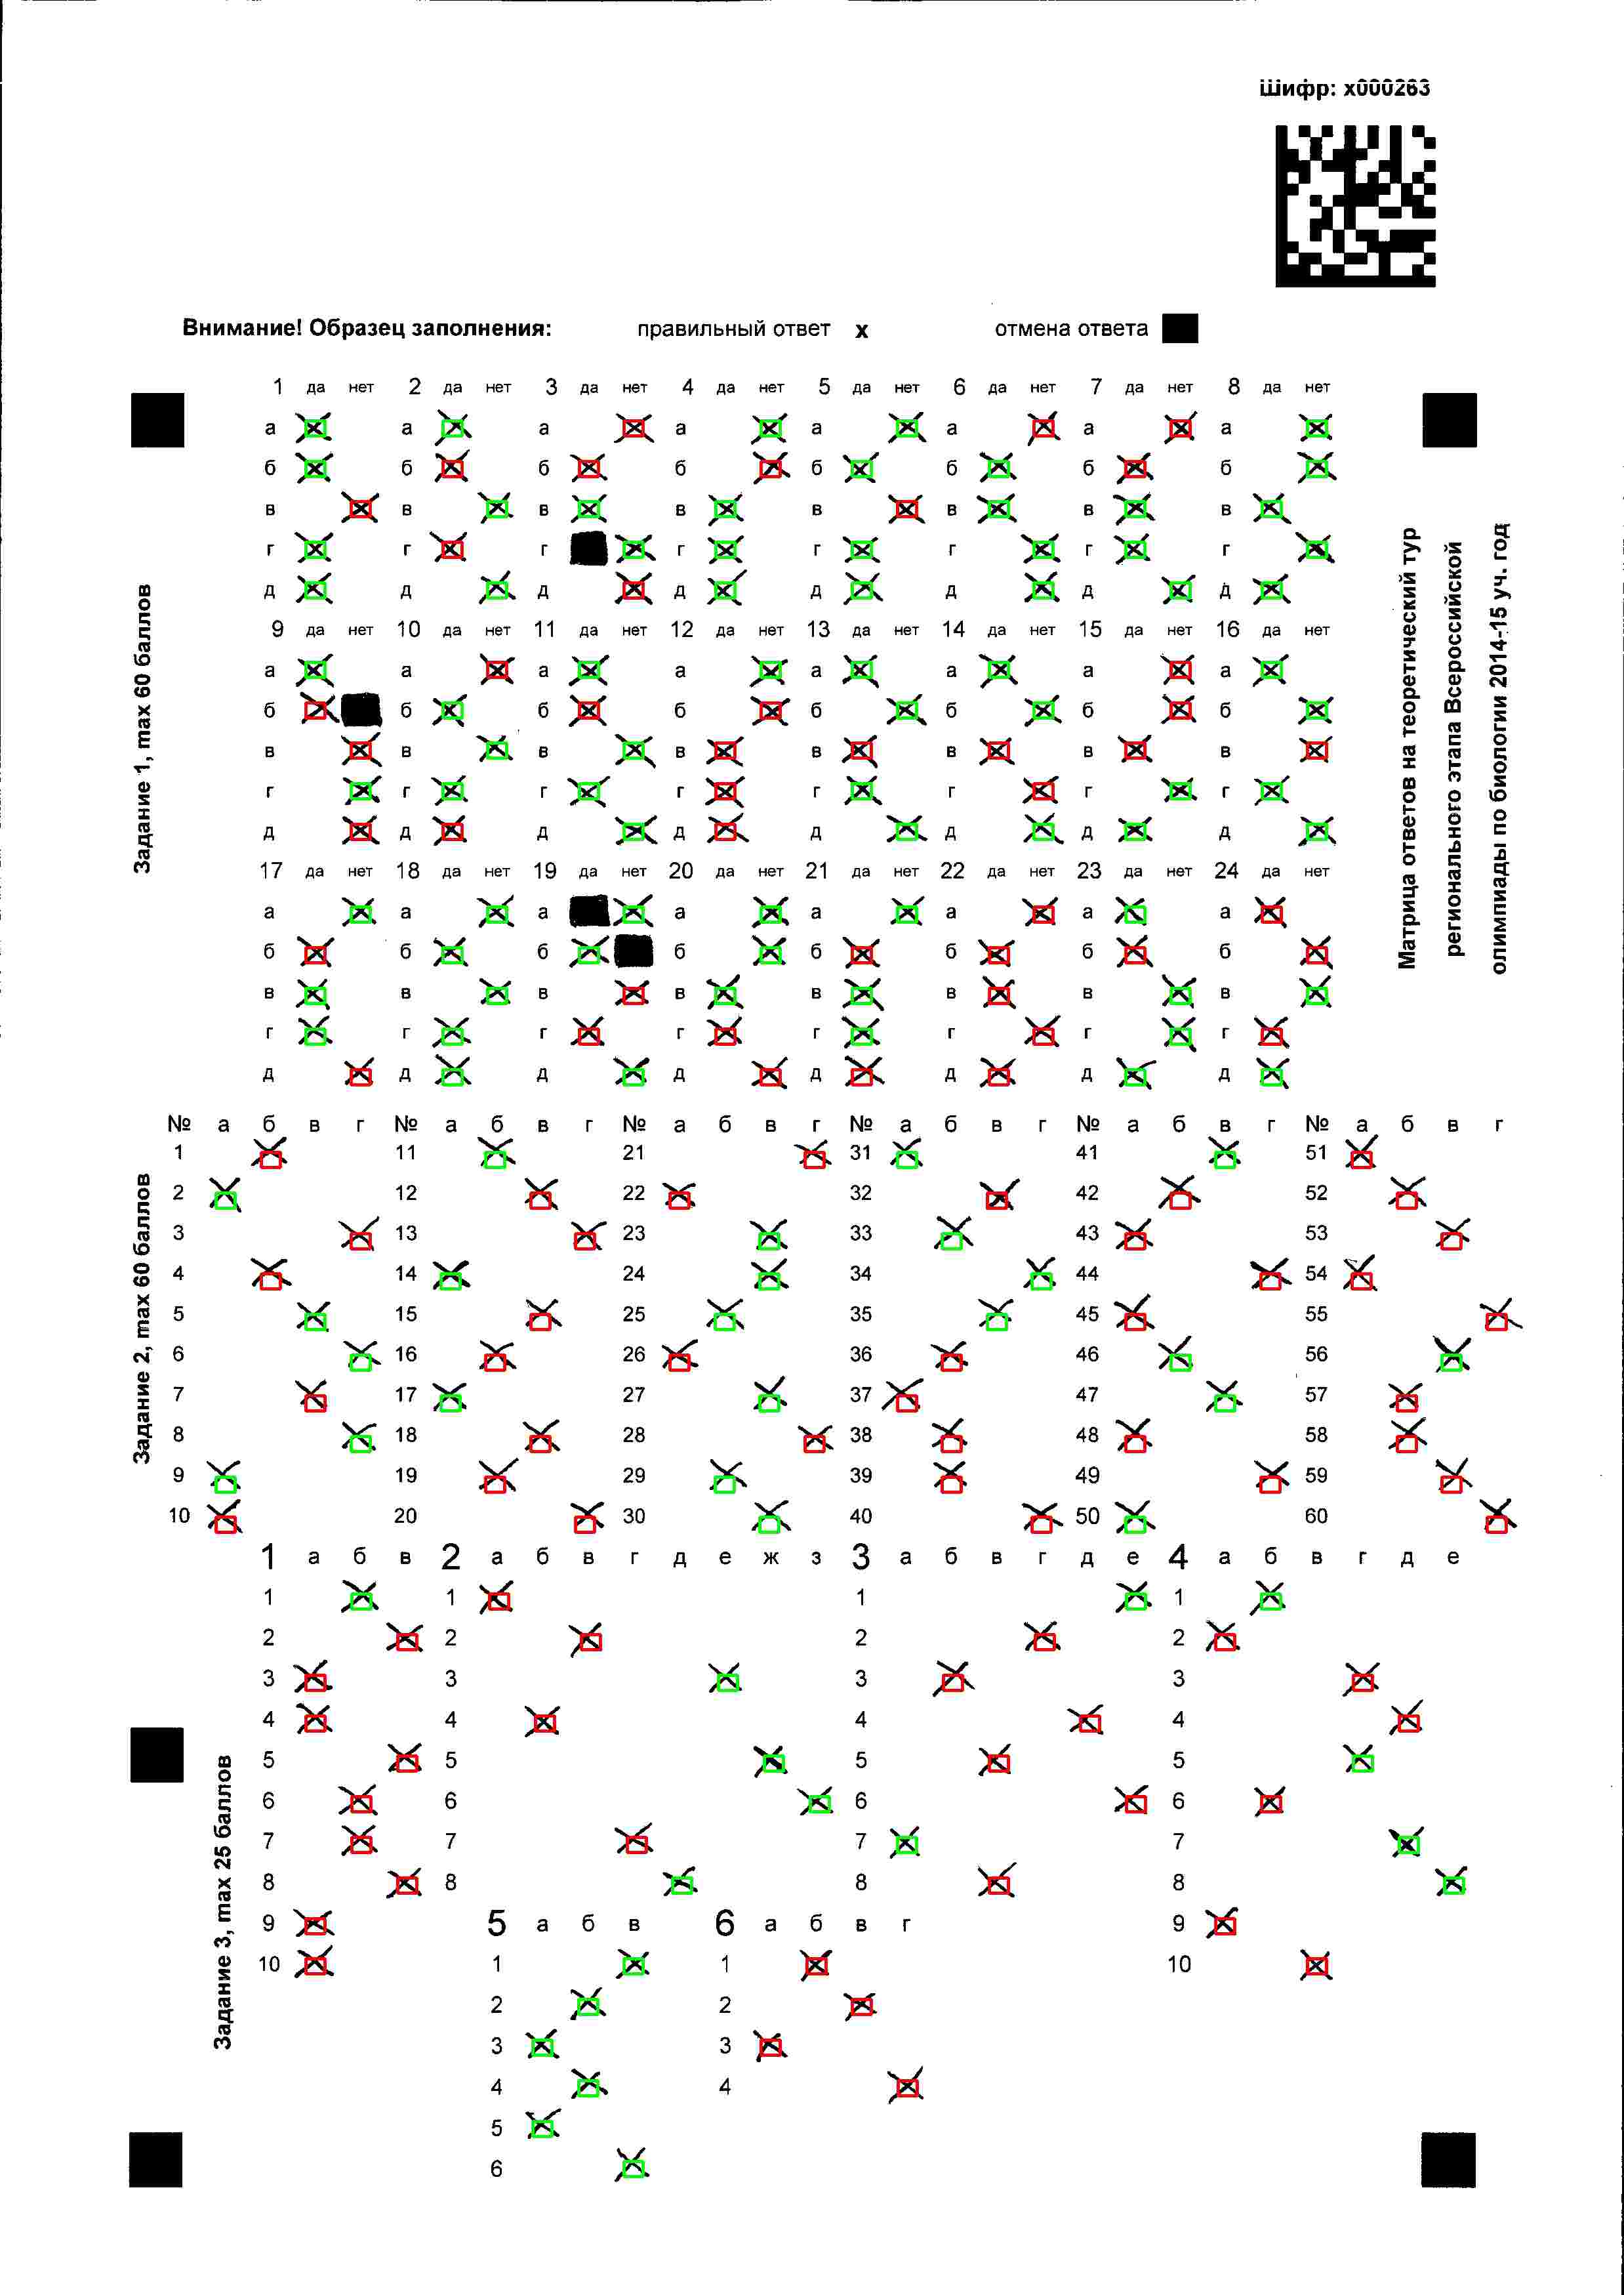 Шифр: x000263
Внимание! Образец заполнения: правильный ответ x отмена ответа
1 да нет 2 да нет 3 да нет 4 да нет 5 да нет 6 да нет 7 да нет 8 да нет
а а а а а а а а
б б б б б б б б
в в в в в в в в
г г г г г г г г
д д д д д д д д
9 да нет 10 да нет 11 да нет 12 да нет 13 да нет 14 да нет 15 да нет 16 да нет
а а а а а а а а
б б б б б б б б
в в в в в в в в
г г г г г г г г
д д д д д д д д
17 да нет 18 да нет 19 да нет 20 да нет 21 да нет 22 да нет 23 да нет 24 да нет
а а а а а а а а
б б б б б б б б
в в в в в в в в
г г г г г г г г
д д д д д д д д
Задание 1, max 60 баллов
Матрица ответов на теоретический тур
регионального этапа Всероссийской
олимпиады по биологии 2014-15 уч. год
№ а б в г № а б в г № а б в г № а б в г № а б в г № а б в г
1 11 21 31 41 51
2 12 22 32 42 52
3 13 23 33 43 53
4 14 24 34 44 54
5 15 25 35 45 55
6 16 26 36 46 56
7 17 27 37 47 57
8 18 28 38 48 58
9 19 29 39 49 59
10 20 30 40 50 60
Задание 2, max 60 баллов
1 а б в 2 а б в г д е ж з 3 а б в г д е 4 а б в г д е
1 1 1 1
2 2 2 2
3 3 3 3
4 4 4 4
5 5 5 5
6 6 6 6
7 7 7 7
8 8 8 8
9 5 а б в 6 а б в г 9
10 1 1 10
2 2
3 3
4 4
5
6
Задание 3, max 25 баллов